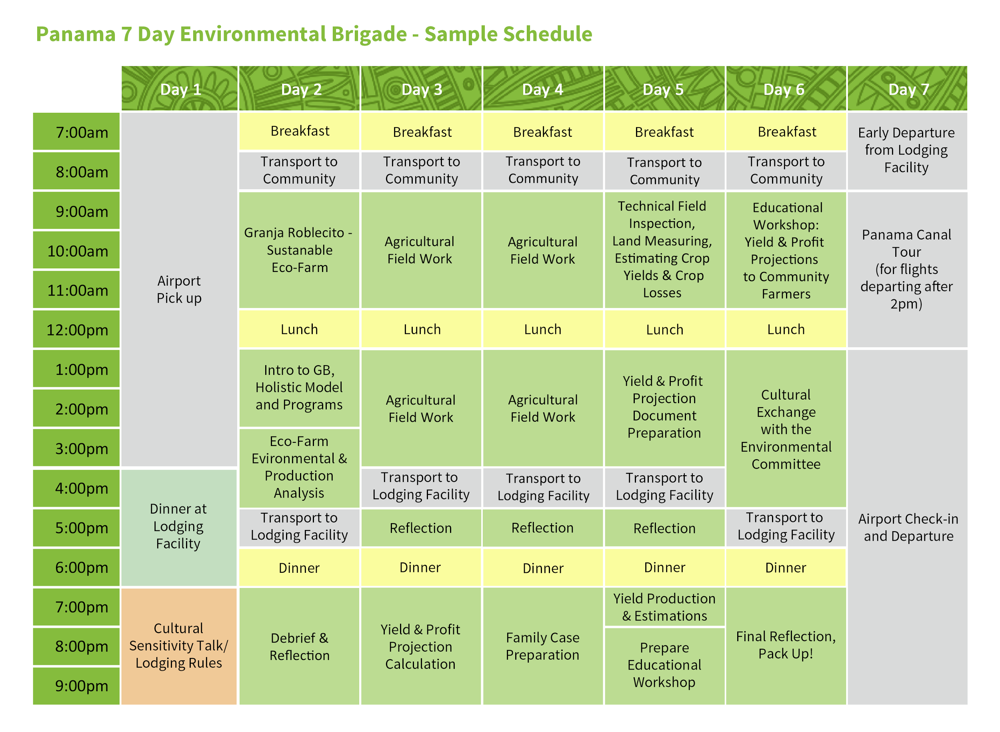 Panama 7 Day Environmental Brigade - Sample Schedule
Day 1
Day 2
Day 3
Day 4
Day 5
Day 6
Day 7
7:00am
8:00am
9:00am
10:00am
11:00am
12:00pm
1:00pm
2:00pm
3:00pm
4:00pm
5:00pm
6:00pm
7:00pm
8:00pm
9:00pm
Airport
Pick up
Dinner at
Lodging
Facility
Cultural
Sensitivity Talk/
Lodging Rules
Breakfast
Transport to
Community
Granja Roblecito -
Sustanable
Eco-Farm
Lunch
Intro to GB,
Holistic Model
and Programs
Eco-Farm
Evironmental &
Production
Analysis
Transport to
Lodging Facility
Dinner
Debrief &
Reflection
Breakfast
Transport to
Community
Agricultural
Field Work
Lunch
Agricultural
Field Work
Transport to
Lodging Facility
Reflection
Dinner
Yield & Profit
Projection
Calculation
Breakfast
Transport to
Community
Agricultural
Field Work
Lunch
Agricultural
Field Work
Transport to
Lodging Facility
Reflection
Dinner
Family Case
Preparation
Breakfast
Transport to
Community
Technical Field
Inspection,
Land Measuring,
Estimating Crop
Yields & Crop
Losses
Lunch
Yield & Profit
Projection
Document
Preparation
Transport to
Lodging Facility
Reflection
Dinner
Yield Production
& Estimations
Prepare
Educational
Workshop
Breakfast
Transport to
Community
Educational
Workshop:
Yield & Profit
Projections
to Community
Farmers
Lunch
Cultural
Exchange
with the
Environmental
Committee
Transport to
Lodging Facility
Dinner
Final Reflection,
Pack Up!
Early Departure
from Lodging
Facility
Panama Canal
Tour
(for flights
departing after
2pm)
Airport Check-in
and Departure